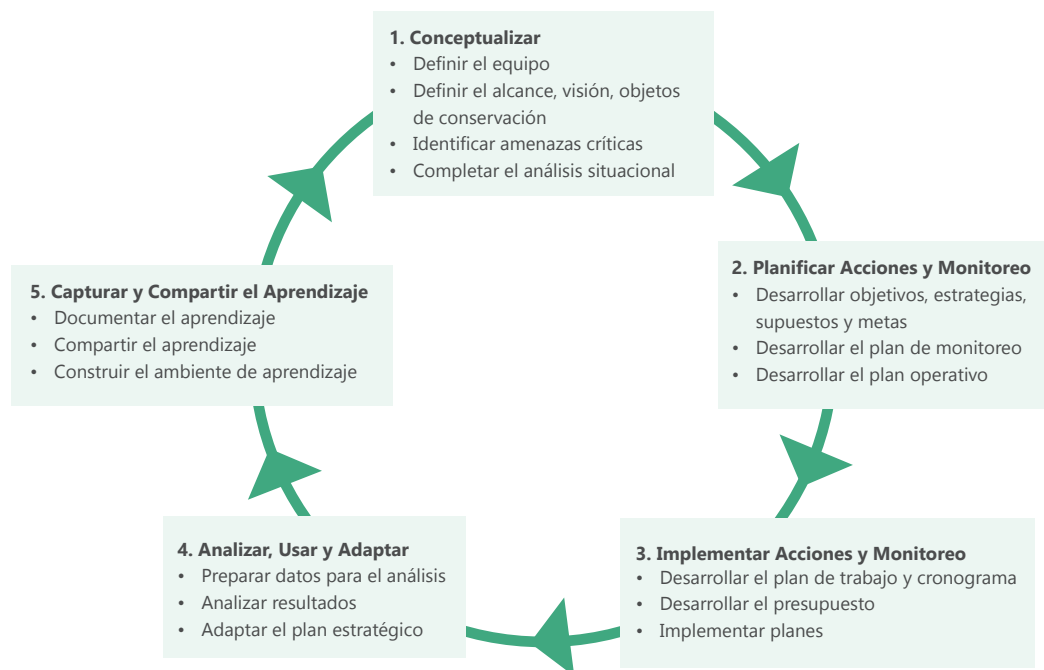 1. Conceptualizar
• Definir el equipo
• Definir el alcance, visión, objetos
de conservación
• Identificar amenazas críticas
• Completar el análisis situacional
2. Planificar Acciones y Monitoreo
• Desarrollar objetivos, estrategias,
supuestos y metas
• Desarrollar el plan de monitoreo
• Desarrollar el plan operativo
3. Implementar Acciones y Monitoreo
• Desarrollar el plan de trabajo y cronograma
• Desarrollar el presupuesto
• Implementar planes
4. Analizar, Usar y Adaptar
• Preparar datos para el análisis
• Analizar resultados
• Adaptar el plan estratégico
5. Capturar y Compartir el Aprendizaje
• Documentar el aprendizaje
• Compartir el aprendizaje
• Construir el ambiente de aprendizaje